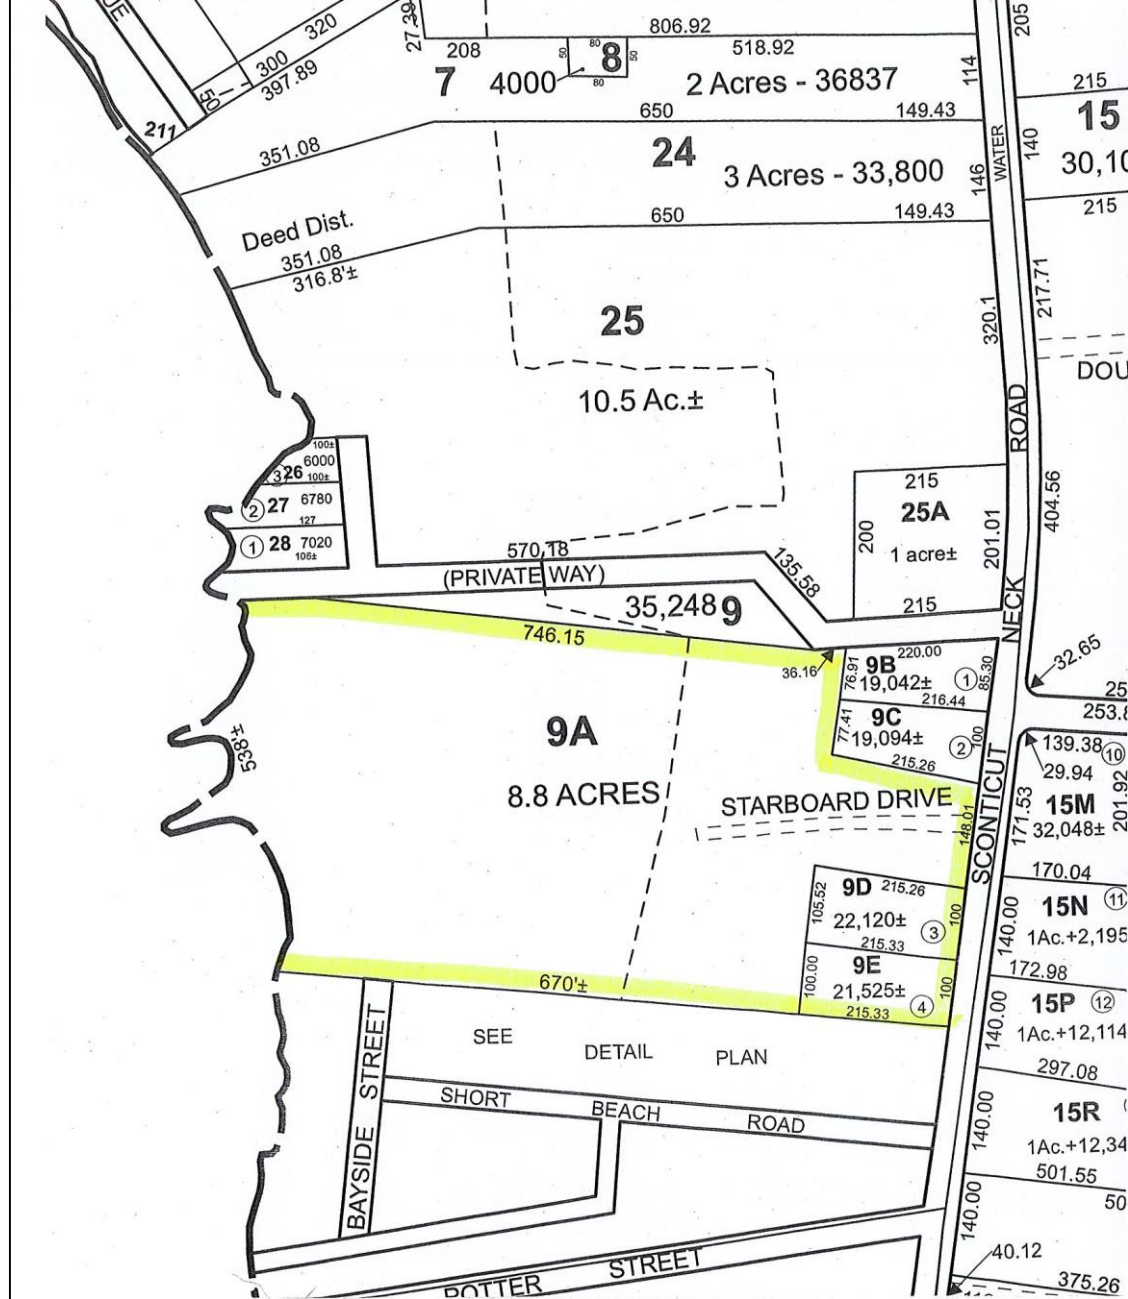 UE
320
300
397.89
50
211
27.39
806.92
208
80
50
8
50
518.92
7
4000
80
2 Acres - 36837
114
205
215
15
30,10
215
140
WATER
650
149.43
24
3 Acres - 33,800
146
351.08
650
149.43
Deed Dist.
351.08
316.8'±
25
10.5 Ac.±
320.1
217.71
DOU
ROAD
404.56
100±
6000
3 26 100±
2 27 6780
127
1 28 7020
106±
215
25A
200
1 acre±
201.01
215
570.18
(PRIVATE WAY)
135.58
35,248 9
746.15
NECK
36.16
220.00
9B
76.91
19,042±
1
85.30
216.44
9C
77.41
19,094±
2
100
215.26
32.65
25
253.8
139.38
10
29.94
15M
171.53
32,048±
201.92
538'±
9A
8.8 ACRES
STARBOARD DRIVE
148.01
SCONTICUT
170.04
9D 215.26
105.52
22,120±
3
100
215.33
15N
11
140.00
1Ac.+2,195
172.98
9E
100.00
21,525±
4
100
215.33
670'±
15P
12
140.00
1Ac.+12,114
297.08
SEE DETAIL PLAN
BAYSIDE STREET
SHORT BEACH ROAD
15R
140.00
1Ac.+12,34
501.55
50
140.00
40.12
375.26
POTTER STREET